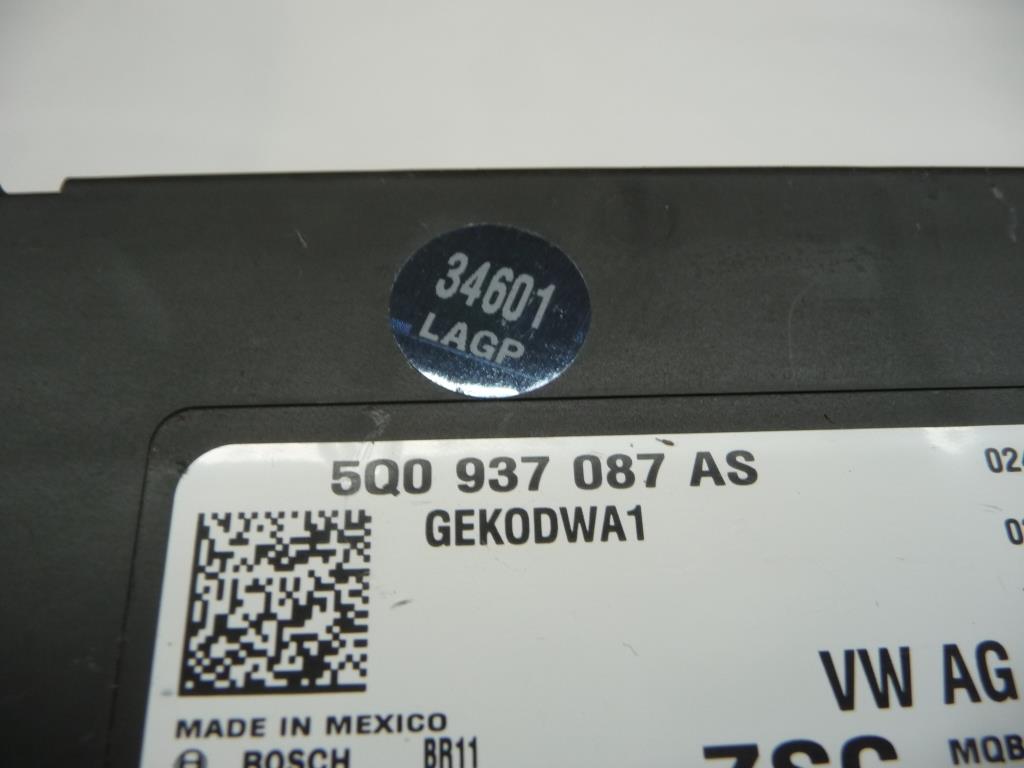 34601
LAGP
5Q0 937 087 AS
GEKODWA1
VW AG
MADE IN MEXICO
BOSCH BR11
MQB